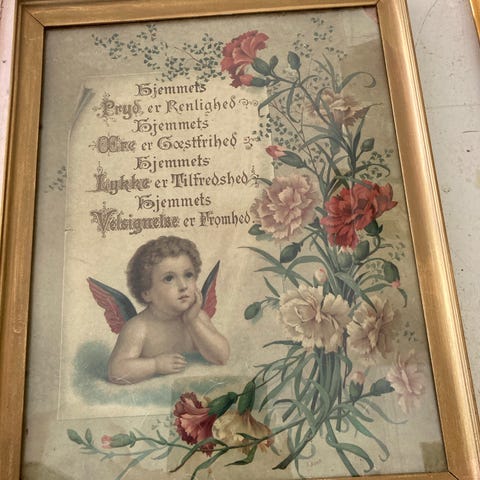 Hjemmets
Pryd er Renlighed
Hjemmets
Ære er Gæstfrihed
Hjemmets
Lykke er Tilfredshed
Hjemmets
Velsignelse er Fromhed